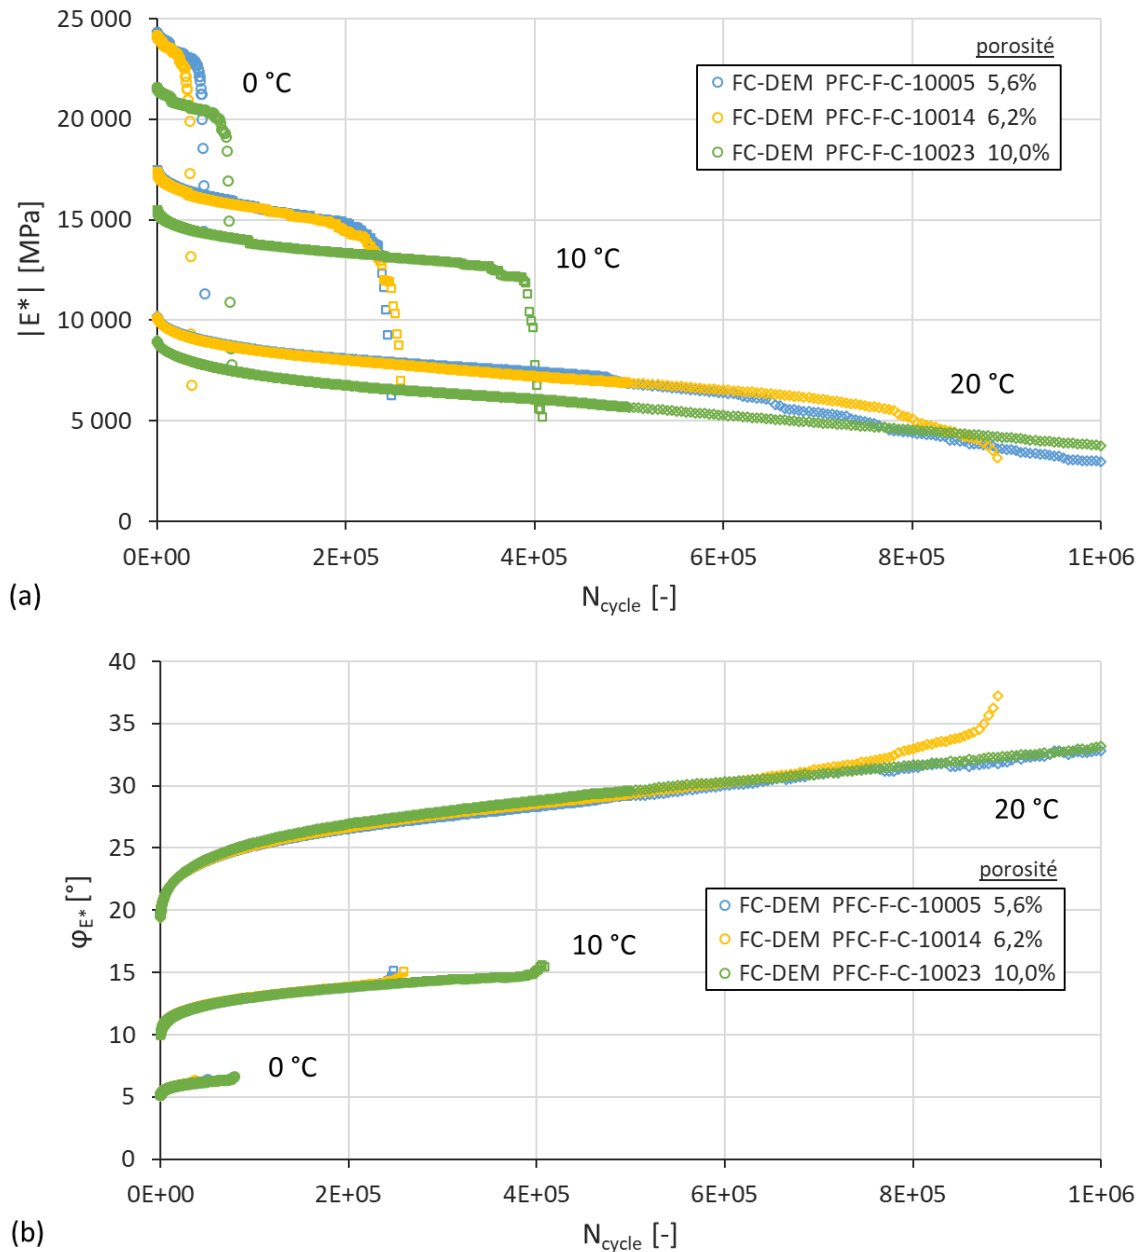 25 000
20 000
15 000
10 000
5 000
0
|E*| [MPa]
0 °C
10 °C
20 °C
porosité
FC-DEM PFC-F-C-10005 5,6%
FC-DEM PFC-F-C-10014 6,2%
FC-DEM PFC-F-C-10023 10,0%
0E+00 2E+05 4E+05 6E+05 8E+05 1E+06
(a)
Ncycle [-]
40
35
30
25
20
15
10
5
0
φE* [°]
20 °C
porosité
FC-DEM PFC-F-C-10005 5,6%
FC-DEM PFC-F-C-10014 6,2%
FC-DEM PFC-F-C-10023 10,0%
10 °C
0 °C
0E+00 2E+05 4E+05 6E+05 8E+05 1E+06
(b)
Ncycle [-]